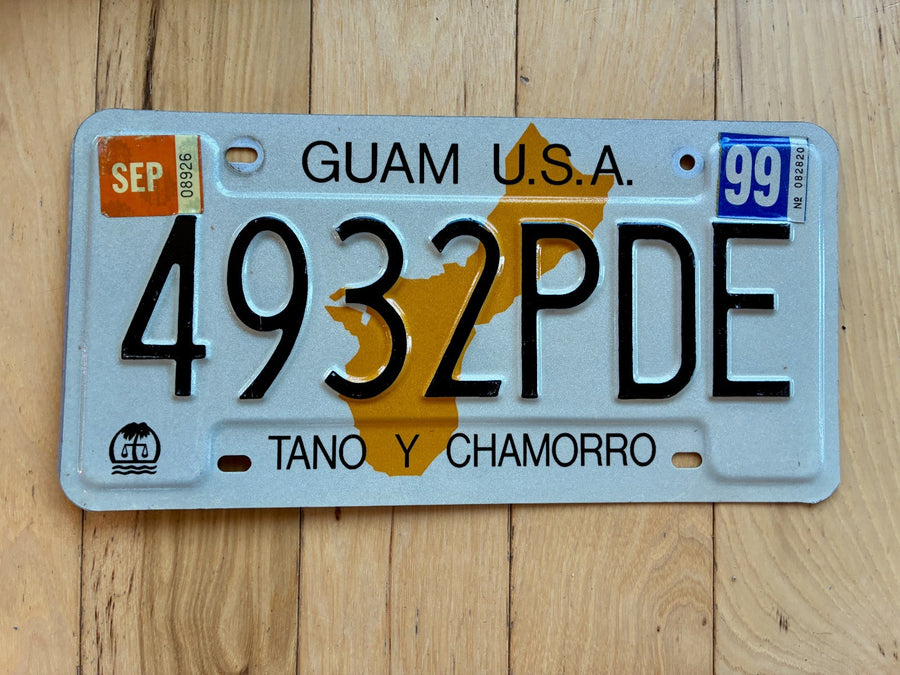 SEP 08926
GUAM U.S.A.
99 Nº 082820
4932PDE
TANO Y CHAMORRO